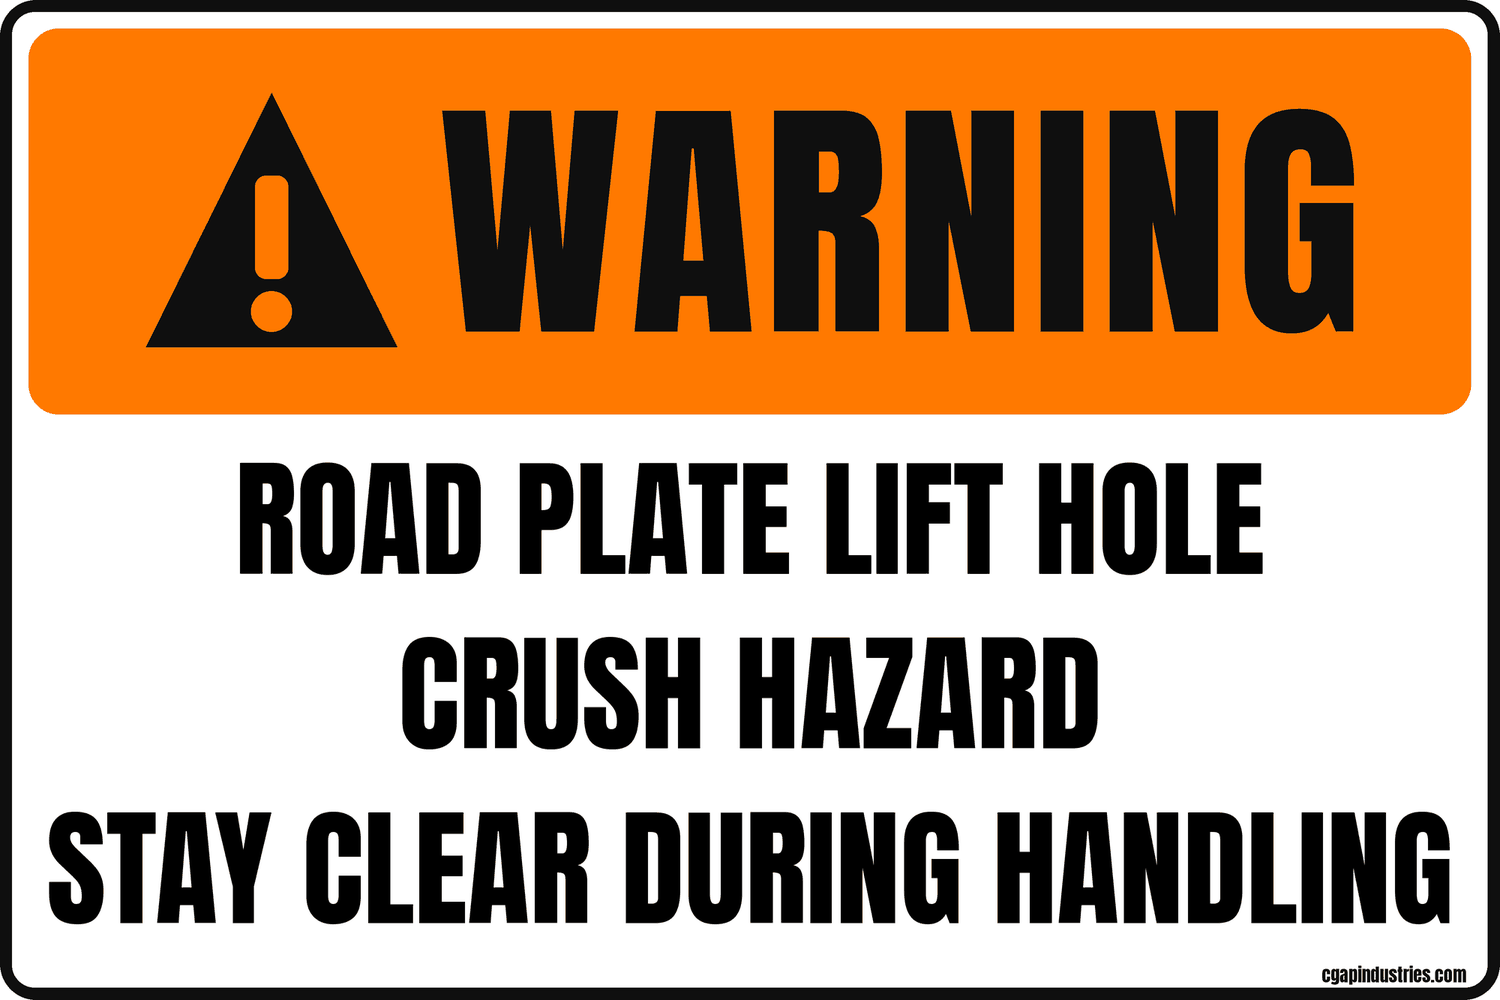 WARNING
ROAD PLATE LIFT HOLE
CRUSH HAZARD
STAY CLEAR DURING HANDLING
cgapindustries.com